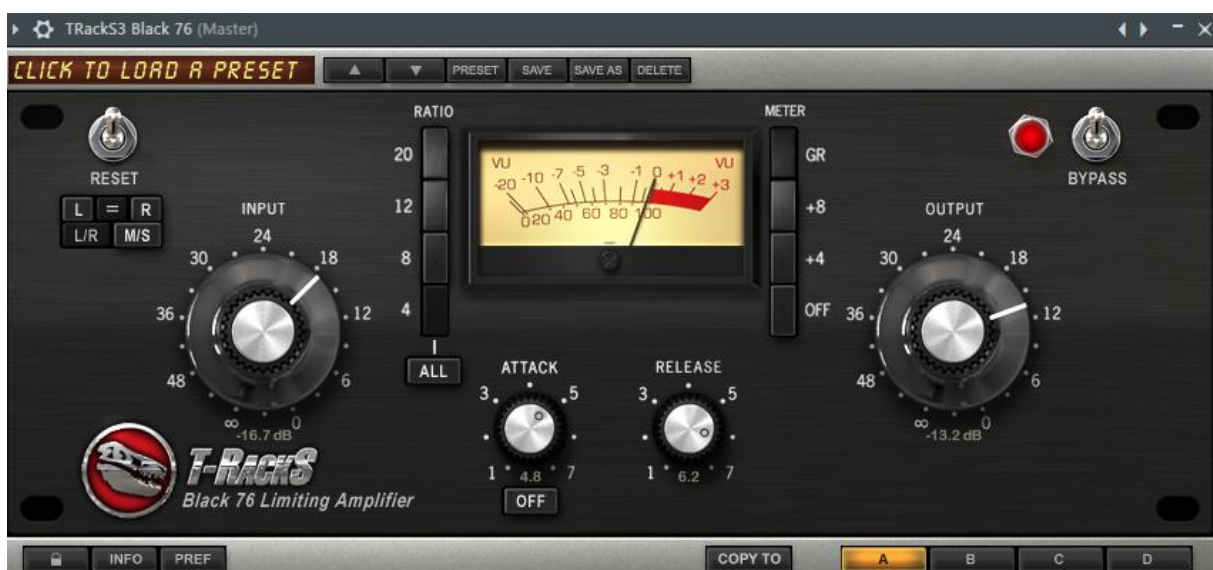 TRackS3 Black 76 (Master)
CLICK TO LOAD A PRESET
PRESET SAVE SAVE AS DELETE
RATIO METER
20 GR
12 +8
8 +4
4 OFF
ALL
VU VU
-20 -10 -7 -5 -3 -1 0 +1 +2 +3
0 20 40 60 80 100
RESET
L = R
L/R M/S
INPUT
24
30 18
36 12
48 6
∞ 0
-16.7 dB
BYPASS
OUTPUT
24
30 18
36 12
48 6
∞ 0
-13.2 dB
ATTACK
3 5
1 4.8 7
OFF
RELEASE
3 5
1 6.2 7
T-RackS
Black 76 Limiting Amplifier
INFO PREF COPY TO A B C D